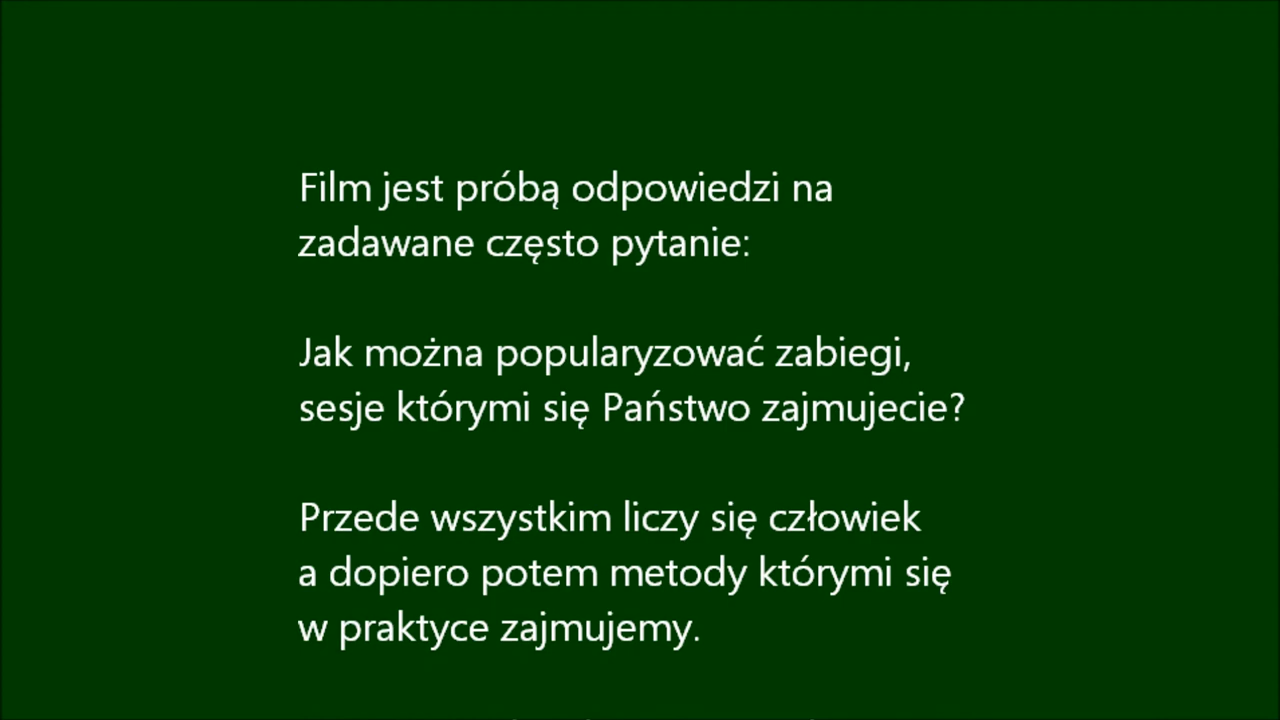 Film jest próbą odpowiedzi na
zadawane często pytanie:
Jak można popularyzować zabiegi,
sesje którymi się Państwo zajmujecie?
Przede wszystkim liczy się człowiek
a dopiero potem metody którymi się
w praktyce zajmujemy.